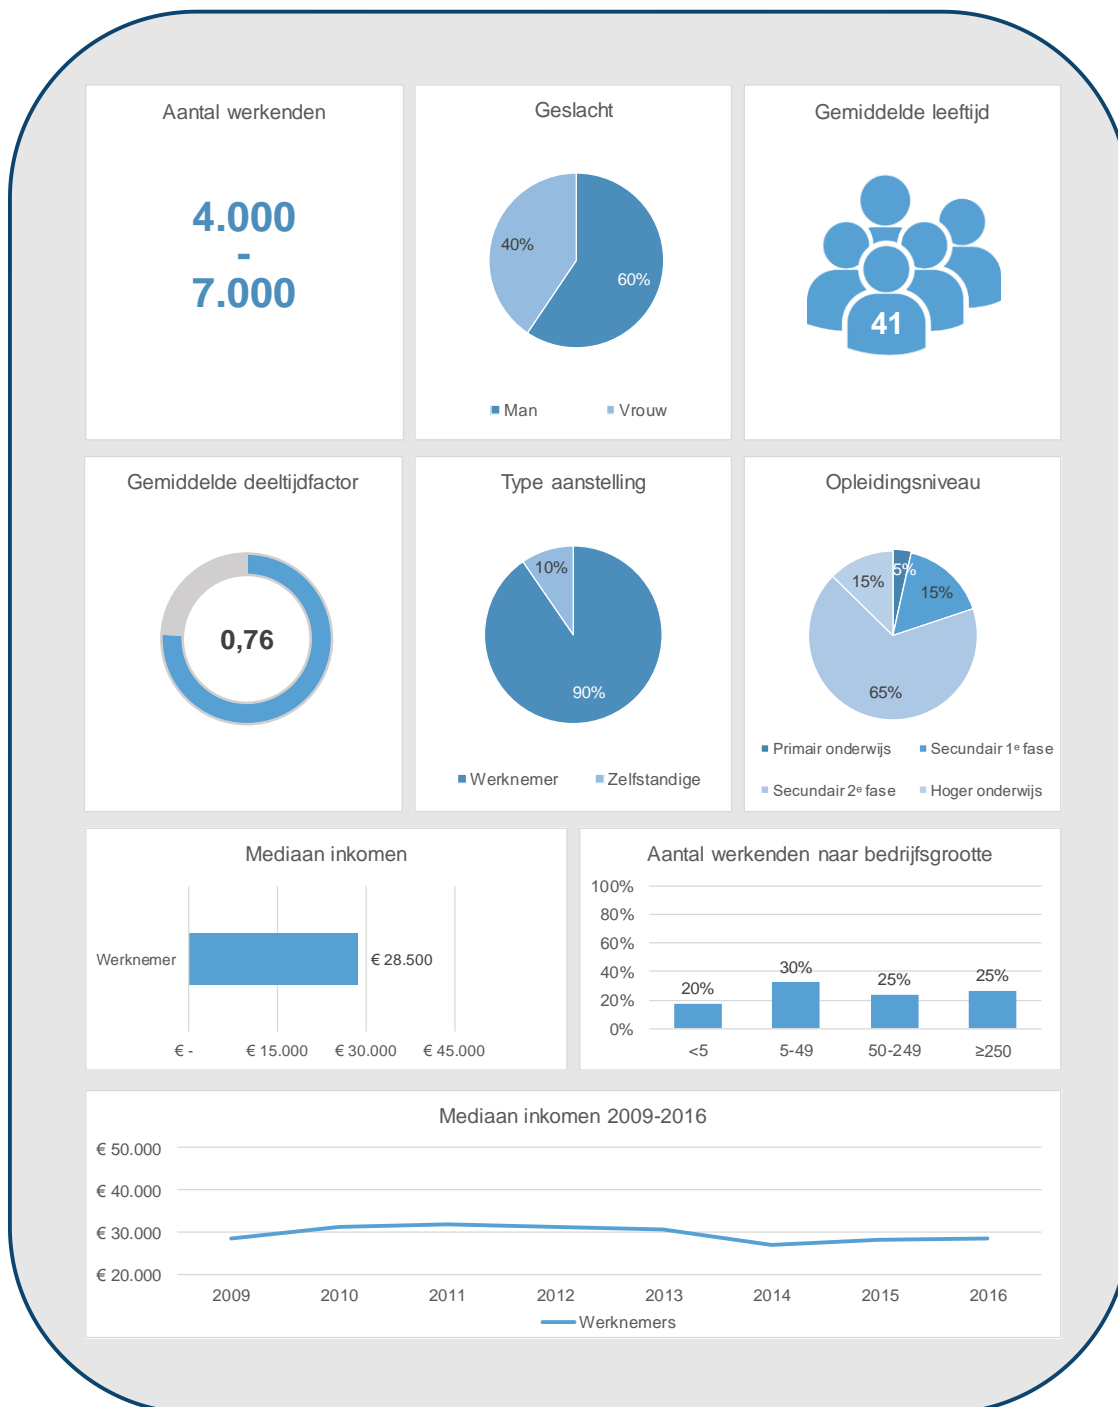 Aantal werkenden
4.000
-
7.000
Geslacht
40%
60%
Man
Vrouw
Gemiddelde leeftijd
41
Gemiddelde deeltijdfactor
0,76
Type aanstelling
10%
90%
Werknemer
Zelfstandige
Opleidingsniveau
5%
15%
15%
65%
Primair onderwijs
Secundair 1ᵉ fase
Secundair 2ᵉ fase
Hoger onderwijs
Mediaan inkomen
Werknemer
€ 28.500
€ -
€ 15.000
€ 30.000
€ 45.000
Aantal werkenden naar bedrijfsgrootte
100%
80%
60%
40%
20%
0%
20%
30%
25%
25%
<5
5-49
50-249
≥250
Mediaan inkomen 2009-2016
€ 50.000
€ 40.000
€ 30.000
€ 20.000
2009
2010
2011
2012
2013
2014
2015
2016
Werknemers